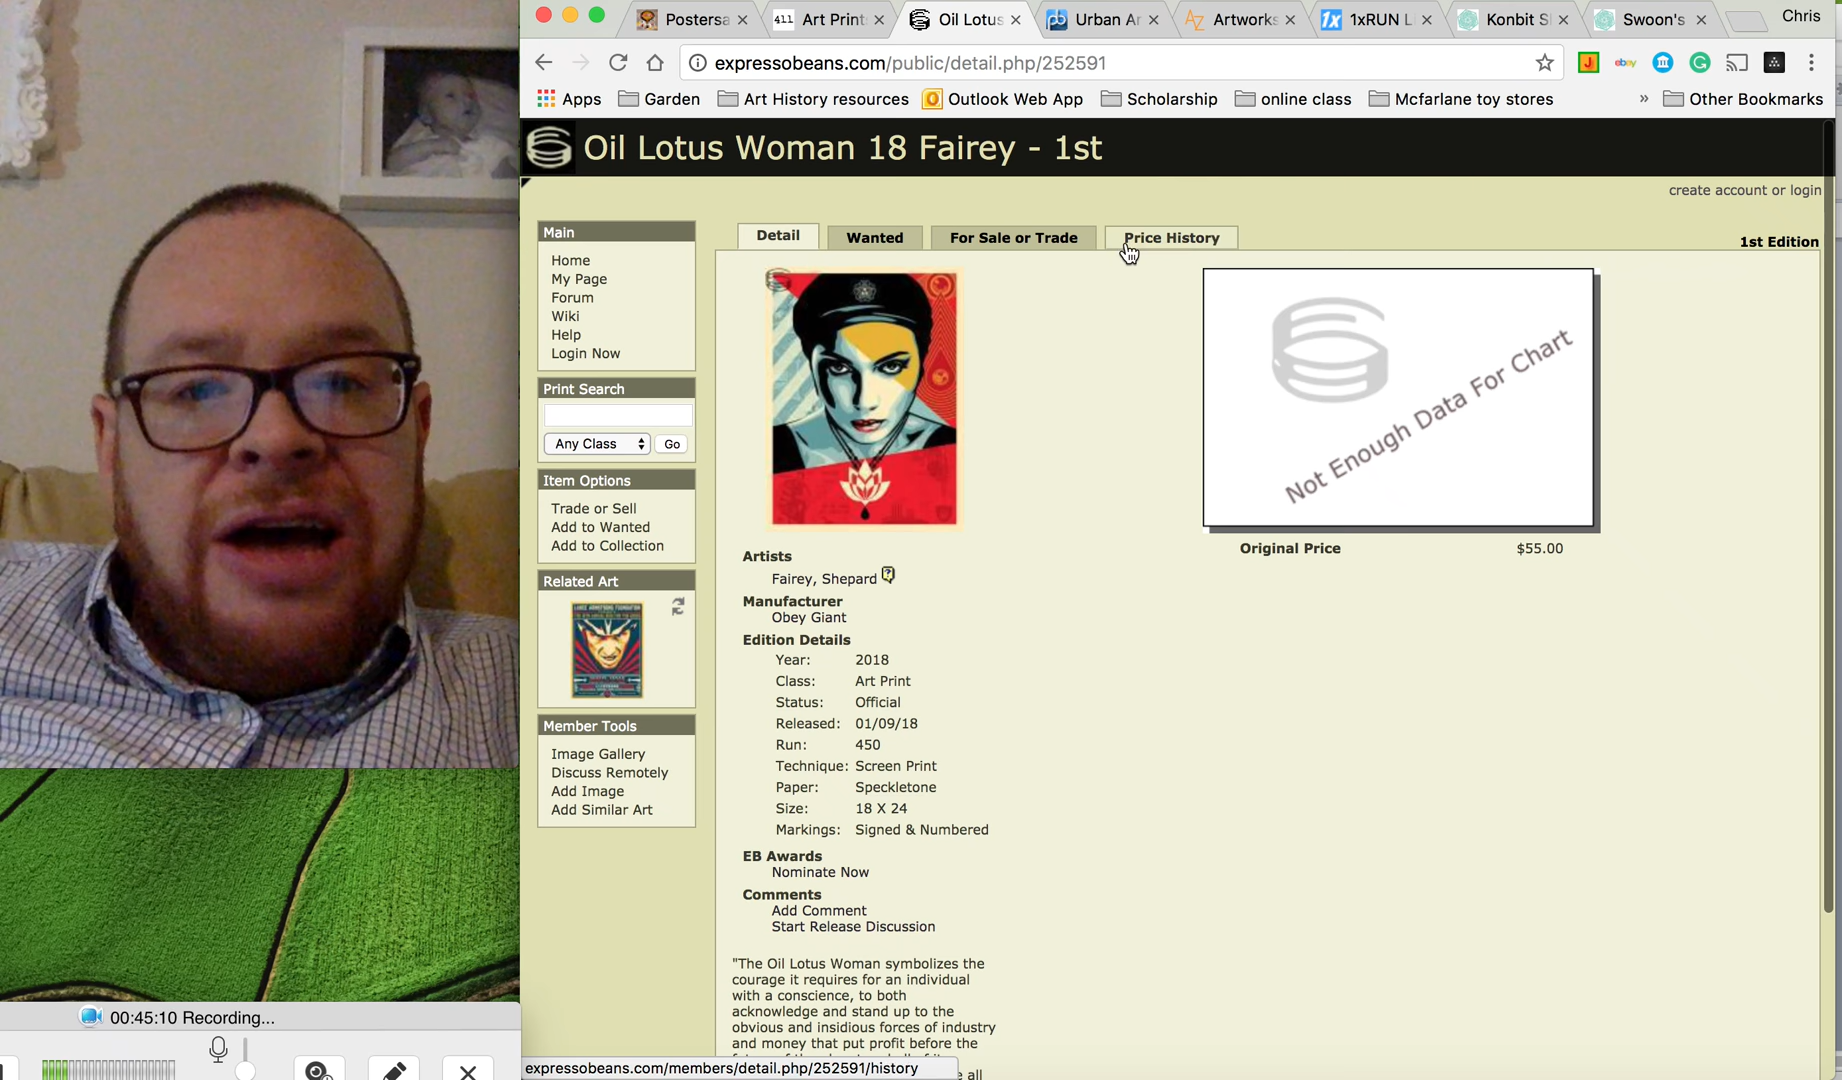 Postersa
Art Print
Oil Lotus
Urban Ar
Artworks
1xRUN L
Konbit S
Swoon's
Chris
expressobeans.com/public/detail.php/252591
Apps
Garden
Art History resources
Outlook Web App
Scholarship
online class
Mcfarlane toy stores
»
Other Bookmarks
Oil Lotus Woman 18 Fairey - 1st
create account or login
Main
Home
My Page
Forum
Wiki
Help
Login Now
Print Search
Any Class
Go
Item Options
Trade or Sell
Add to Wanted
Add to Collection
Related Art
Member Tools
Image Gallery
Discuss Remotely
Add Image
Add Similar Art
Detail
Wanted
For Sale or Trade
Price History
1st Edition
Not Enough Data For Chart
Original Price $55.00
Artists
Fairey, Shepard
Manufacturer
Obey Giant
Edition Details
Year: 2018
Class: Art Print
Status: Official
Released: 01/09/18
Run: 450
Technique: Screen Print
Paper: Speckletone
Size: 18 X 24
Markings: Signed & Numbered
EB Awards
Nominate Now
Comments
Add Comment
Start Release Discussion
"The Oil Lotus Woman symbolizes the
courage it requires for an individual
with a conscience, to both
acknowledge and stand up to the
obvious and insidious forces of industry
and money that put profit before the
expressobeans.com/members/detail.php/252591/history
all
00:45:10 Recording...